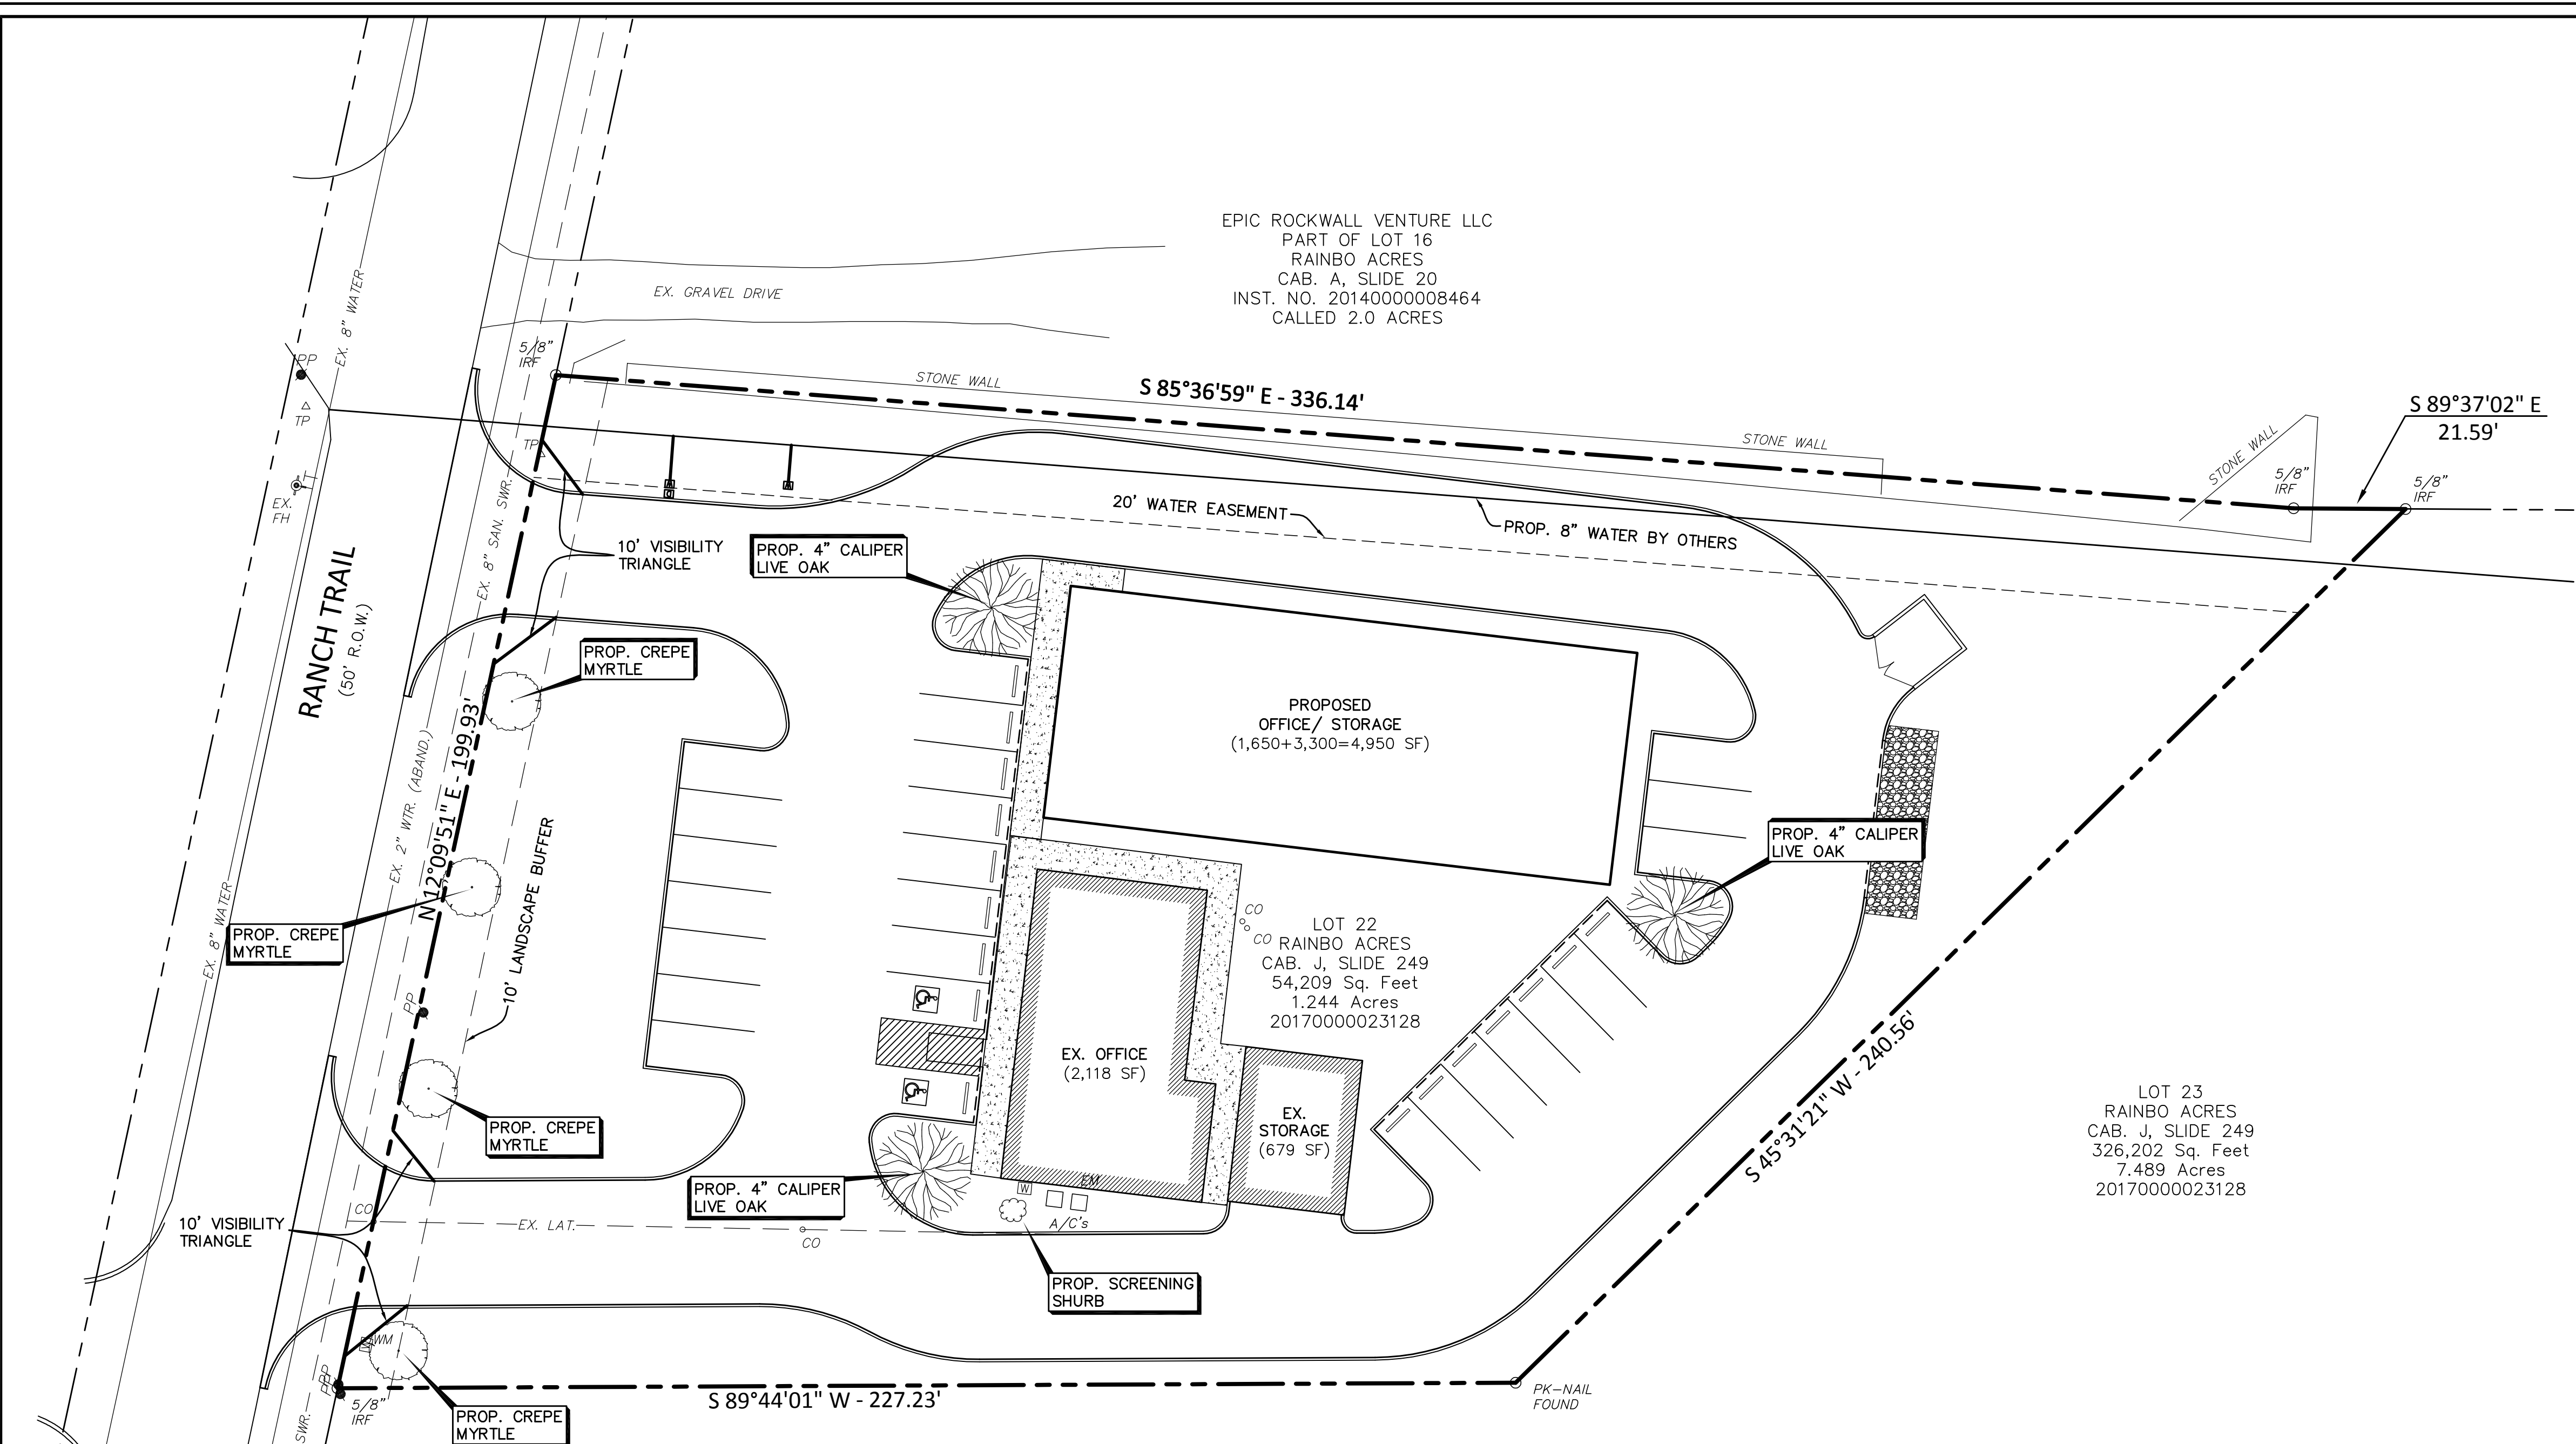 EPIC ROCKWALL VENTURE LLC
PART OF LOT 16
RAINBO ACRES
CAB. A, SLIDE 20
INST. NO. 20140000008464
CALLED 2.0 ACRES
EX. GRAVEL DRIVE
EX. 8" WATER
5/8"
IRF
PP
TP
EX.
FH
STONE WALL
S 85°36'59" E - 336.14'
STONE WALL
STONE WALL
S 89°37'02" E
21.59'
5/8"
IRF
5/8"
IRF
TP
EX. 8" SAN. SWR.
20' WATER EASEMENT
PROP. 8" WATER BY OTHERS
10' VISIBILITY
TRIANGLE
PROP. 4" CALIPER
LIVE OAK
RANCH TRAIL
(50' R.O.W.)
PROP. CREPE
MYRTLE
PROPOSED
OFFICE/ STORAGE
(1,650+3,300=4,950 SF)
EX. 2" WTR. (ABAND.)
N 12°09'51" E - 199.93'
10' LANDSCAPE BUFFER
PROP. 4" CALIPER
LIVE OAK
EX. 8" WATER
PROP. CREPE
MYRTLE
CO
CO
LOT 22
RAINBO ACRES
CAB. J, SLIDE 249
54,209 Sq. Feet
1.244 Acres
20170000023128
PP
EX. OFFICE
(2,118 SF)
S 45°31'21" W - 240.56'
EX.
STORAGE
(679 SF)
LOT 23
RAINBO ACRES
CAB. J, SLIDE 249
326,202 Sq. Feet
7.489 Acres
20170000023128
PROP. CREPE
MYRTLE
PROP. 4" CALIPER
LIVE OAK
EM
W
A/C's
CO
EX. LAT.
CO
10' VISIBILITY
TRIANGLE
PROP. SCREENING
SHURB
WM
PP
5/8"
IRF
S 89°44'01" W - 227.23'
PK-NAIL
FOUND
SWR.
PROP. CREPE
MYRTLE